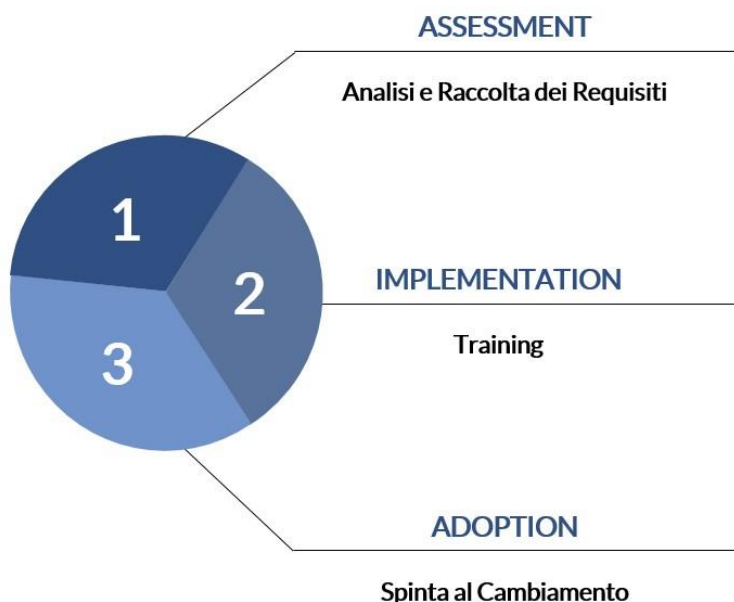 ASSESSMENT
Analisi e Raccolta dei Requisiti
1
2
IMPLEMENTATION
Training
3
ADOPTION
Spinta al Cambiamento